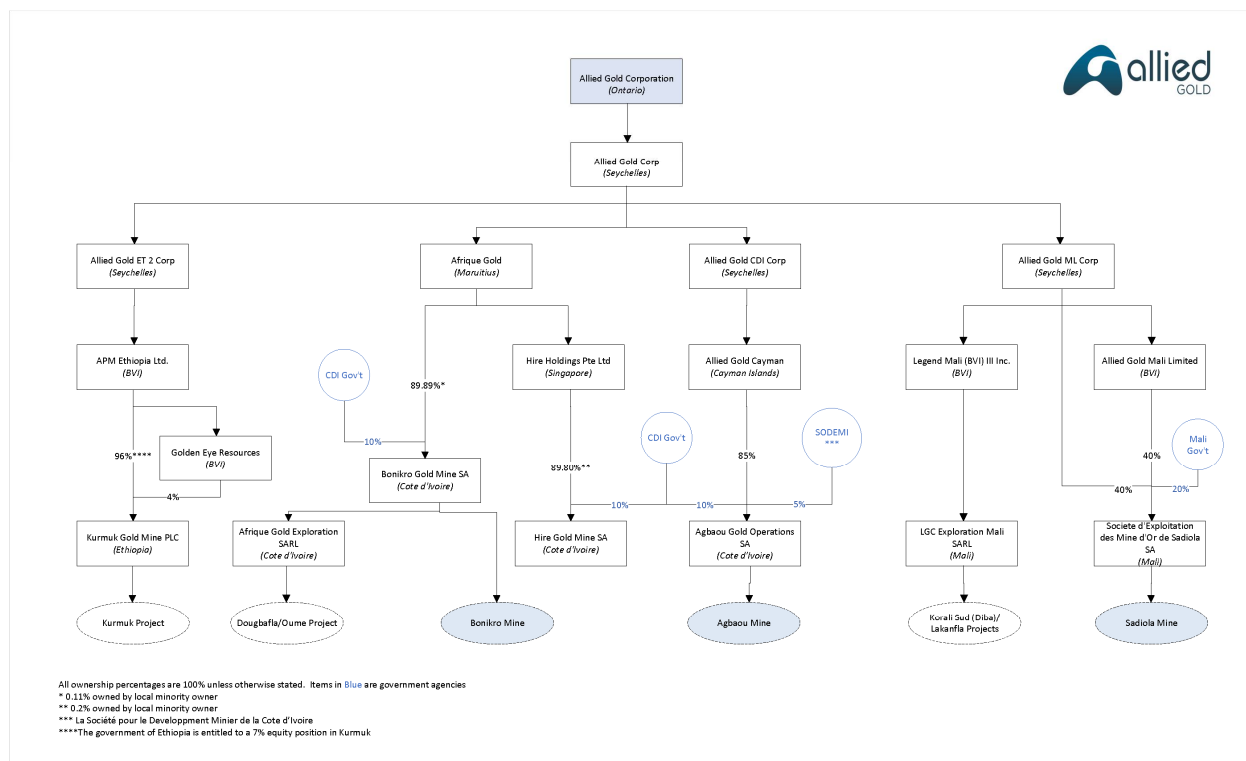 allied
GOLD
Allied Gold Corporation
(Ontario)
Allied Gold Corp
(Seychelles)
Allied Gold ET 2 Corp
(Seychelles)
Afrique Gold
(Maruitius)
Allied Gold CDI Corp
(Seychelles)
Allied Gold ML Corp
(Seychelles)
APM Ethiopia Ltd.
(BVI)
CDI Gov't
89.89%*
Hire Holdings Pte Ltd
(Singapore)
Allied Gold Cayman
(Cayman Islands)
Legend Mali (BVI) III Inc.
(BVI)
Allied Gold Mali Limited
(BVI)
96%****
Golden Eye Resources
(BVI)
4%
10%
Bonikro Gold Mine SA
(Cote d'Ivoire)
89.80%**
CDI Gov't
85%
SODEMI
***
40%
Mali
Gov't
10%
10%
5%
40%
20%
Kurmuk Gold Mine PLC
(Ethiopia)
Afrique Gold Exploration
SARL
(Cote d'Ivoire)
Hire Gold Mine SA
(Cote d'Ivoire)
Agbaou Gold Operations
SA
(Cote d'Ivoire)
LGC Exploration Mali
SARL
(Mali)
Societe d'Exploitation
des Mine d'Or de Sadiola
SA
(Mali)
Kurmuk Project
Dougbafla/Oume Project
Bonikro Mine
Agbaou Mine
Korali Sud (Diba)/
Lakanfla Projects
Sadiola Mine
All ownership percentages are 100% unless otherwise stated. Items in Blue are government agencies
* 0.11% owned by local minority owner
** 0.2% owned by local minority owner
*** La Société pour le Developpment Minier de la Cote d'Ivoire
****The government of Ethiopia is entitled to a 7% equity position in Kurmuk